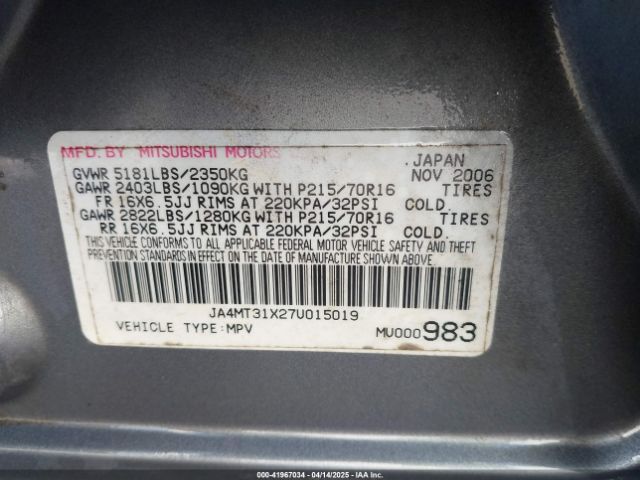 MFD. BY MITSUBISHI MOTORS JAPAN
GVWR 5181LBS/2350KG NOV 2006
GAWR 2403LBS/1090KG WITH P215/70R16 TIRES
FR 16X6.5JJ RIMS AT 220KPA/32PSI COLD.
GAWR 2822LBS/1280KG WITH P215/70R16 TIRES
RR 16X6.5JJ RIMS AT 220KPA/32PSI COLD.
THIS VEHICLE CONFORMS TO ALL APPLICABLE FEDERAL MOTOR VEHICLE SAFETY AND THEFT
PREVENTION STANDARDS IN EFFECT ON THE DATE OF MANUFACTURE SHOWN ABOVE.
JA4MT31X27U015019
VEHICLE TYPE:MPV MU000983
000-41967034 - 04/14/2025 - IAA, Inc.